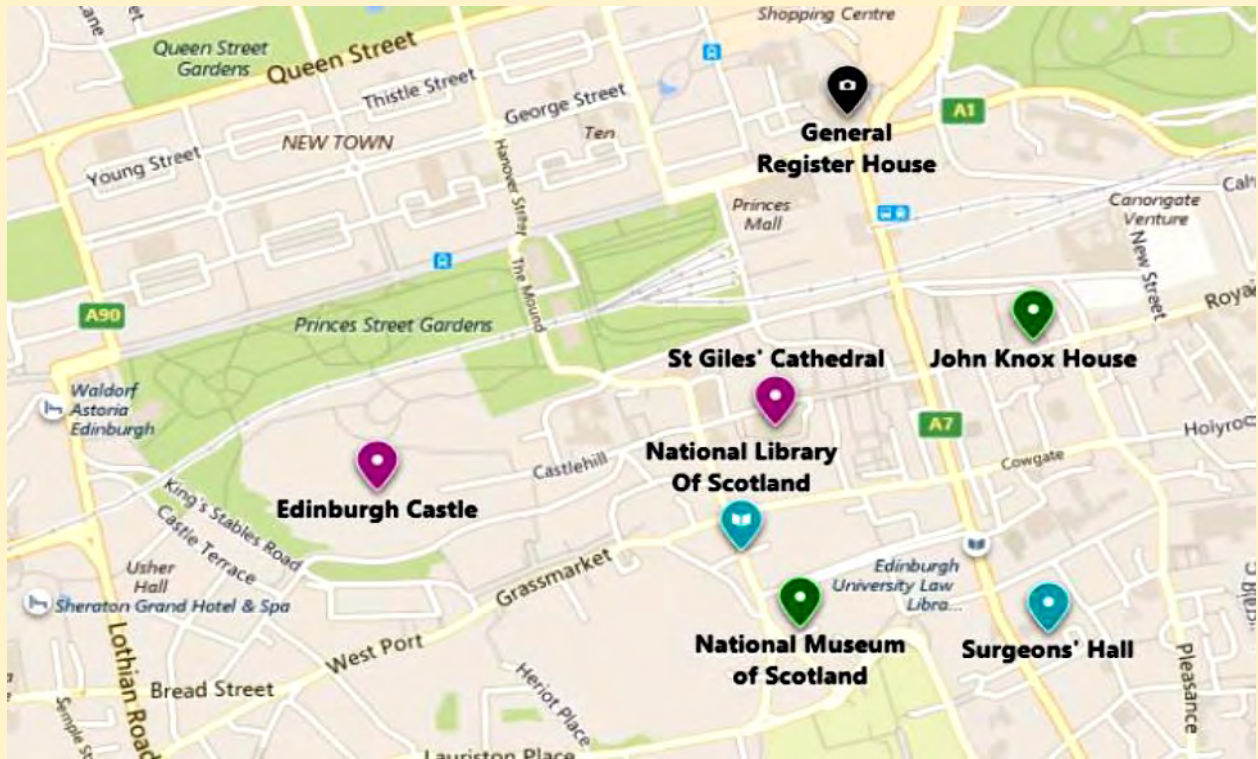 Shopping Centre
Queen Street
Gardens
Queen Street
Thistle Street
George Street
NEW TOWN
Ten
Young Street
Hanover Street
General
Register House
A1
Princes
Mall
Canongate
Venture
New Street
The Mound
A90
Princes Street Gardens
St Giles' Cathedral
John Knox House
Waldorf
Astoria
Edinburgh
A7
National Library
Of Scotland
Castlehill
Cowgate
Edinburgh Castle
King's Stables Road
Castle Terrace
Usher
Hall
Sheraton Grand Hotel & Spa
Grassmarket
Edinburgh
University Law
Libra...
National Museum
of Scotland
Surgeons' Hall
West Port
Lothian Road
Bread Street
Heriot Place
Pleasance
Semple St
Lauriston Place